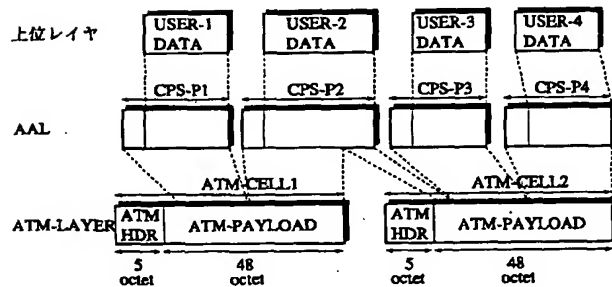 上位レイヤ
USER-1 DATA
USER-2 DATA
USER-3 DATA
USER-4 DATA
CPS-P1
CPS-P2
CPS-P3
CPS-P4
AAL
ATM-CELL1
ATM-CELL2
ATM-LAYER
ATM HDR
ATM-PAYLOAD
ATM HDR
ATM-PAYLOAD
5 octet
48 octet
5 octet
48 octet